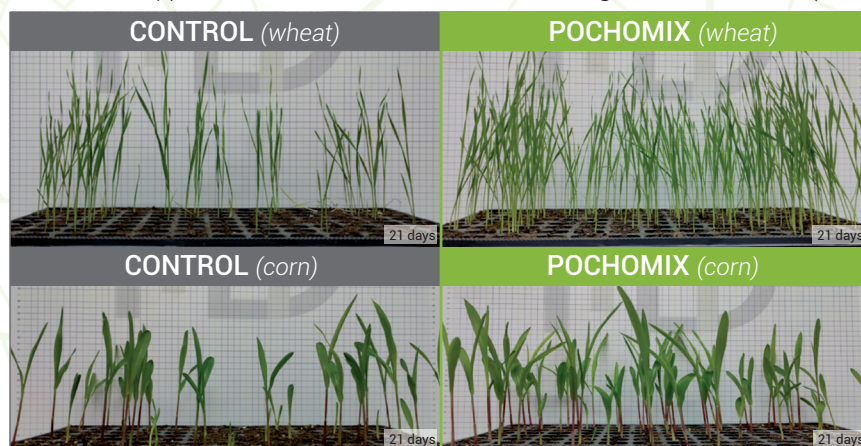 CONTROL (wheat)
POCHOMIX (wheat)
21 days
21 days
CONTROL (corn)
POCHOMIX (corn)
21 days
21 days